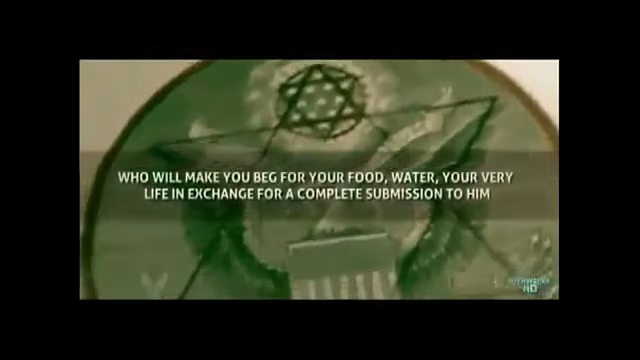 WHO WILL MAKE YOU BEG FOR YOUR FOOD, WATER, YOUR VERY
LIFE IN EXCHANGE FOR A COMPLETE SUBMISSION TO HIM
HD